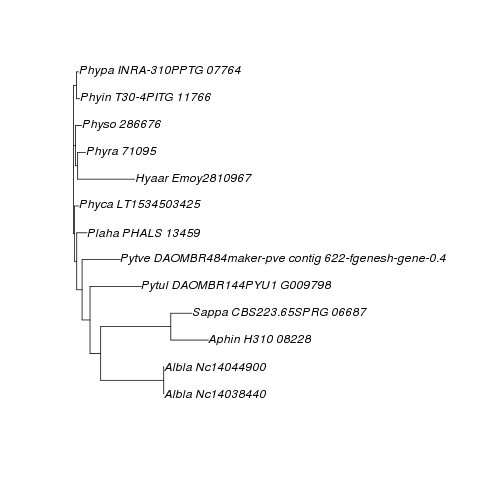 Phypa INRA-310PPTG 07764
Phyin T30-4PITG 11766
Physo 286676
Phyra 71095
Hyaar Emoy2810967
Phyca LT1534503425
Plaha PHALS 13459
Pytve DAOMBR484maker-pve contig 622-fgenesh-gene-0.4
Pytul DAOMBR144PYU1 G009798
Sappa CBS223.65SPRG 06687
Aphin H310 08228
Albla Nc14044900
Albla Nc14038440